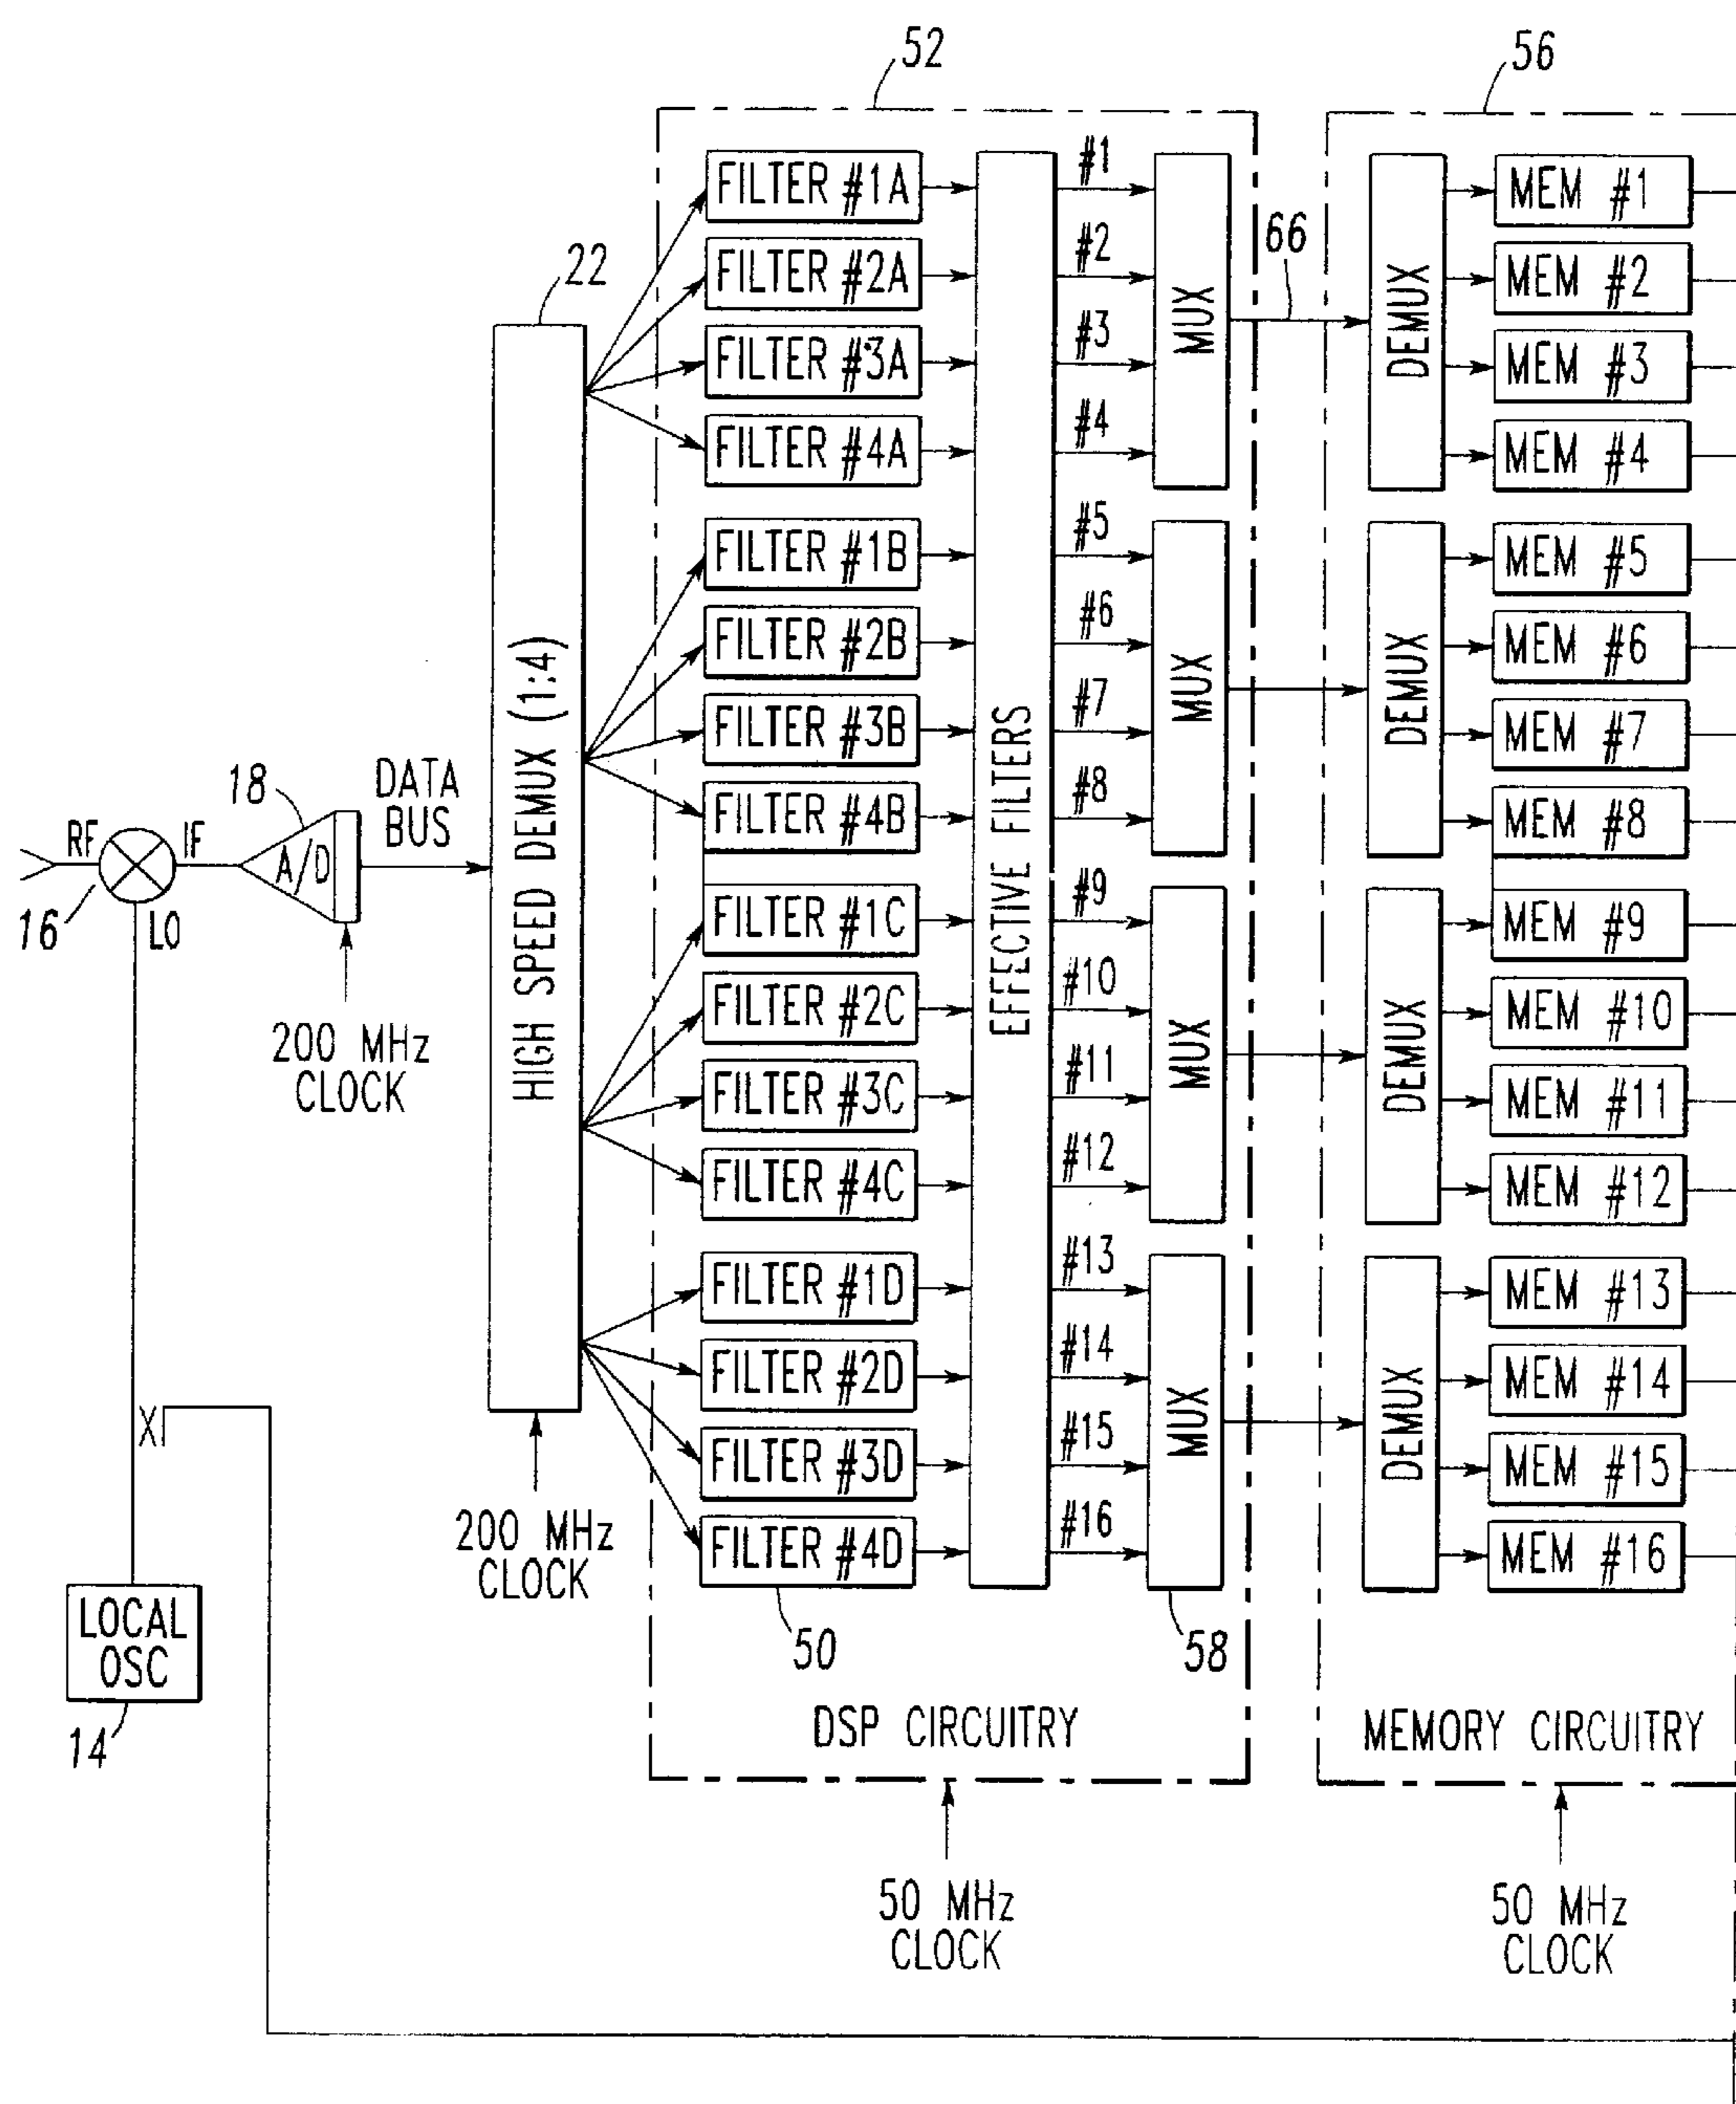 52
56
FILTER #1A
FILTER #2A
FILTER #3A
FILTER #4A
FILTER #1B
FILTER #2B
FILTER #3B
FILTER #4B
FILTER #1C
FILTER #2C
FILTER #3C
FILTER #4C
FILTER #1D
FILTER #2D
FILTER #3D
FILTER #4D
50
EFFECTIVE FILTERS
#1
#2
#3
#4
#5
#6
#7
#8
#9
#10
#11
#12
#13
#14
#15
#16
MUX
MUX
MUX
MUX
58
66
DEMUX
DEMUX
DEMUX
DEMUX
MEM #1
MEM #2
MEM #3
MEM #4
MEM #5
MEM #6
MEM #7
MEM #8
MEM #9
MEM #10
MEM #11
MEM #12
MEM #13
MEM #14
MEM #15
MEM #16
22
HIGH SPEED DEMUX (1:4)
18
DATA
BUS
RF
IF
A/D
16
LO
200 MHz
CLOCK
X
200 MHz
CLOCK
LOCAL
OSC
14
DSP CIRCUITRY
MEMORY CIRCUITRY
50 MHz
CLOCK
50 MHz
CLOCK